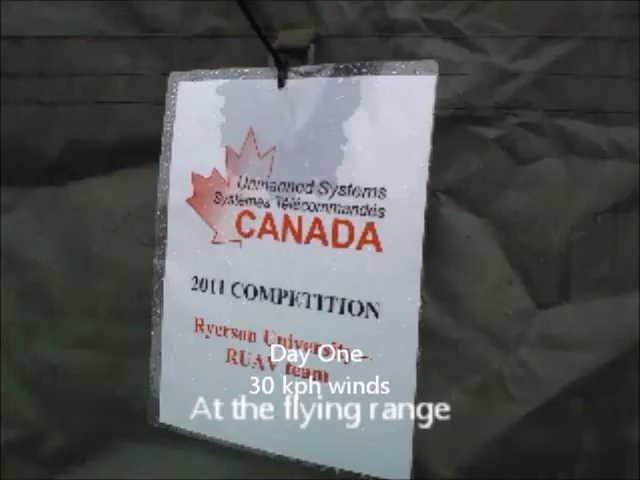 Unmanned Systems
Systèmes Télécommandés
CANADA
2011 COMPETITION
Ryerson University
RUAV team
Day One
30 kph winds
At the flying range